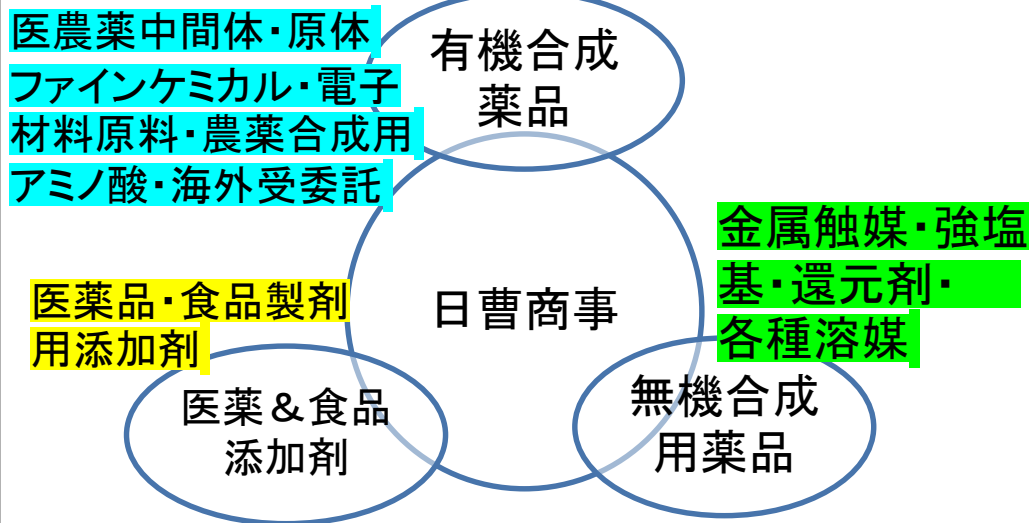 医農薬中間体・原体
ファインケミカル・電子
材料原料・農薬合成用
アミノ酸・海外受委託
有機合成
薬品
金属触媒・強塩
基・還元剤・
各種溶媒
日曹商事
医薬品・食品製剤
用添加剤
医薬＆食品
添加剤
無機合成
用薬品